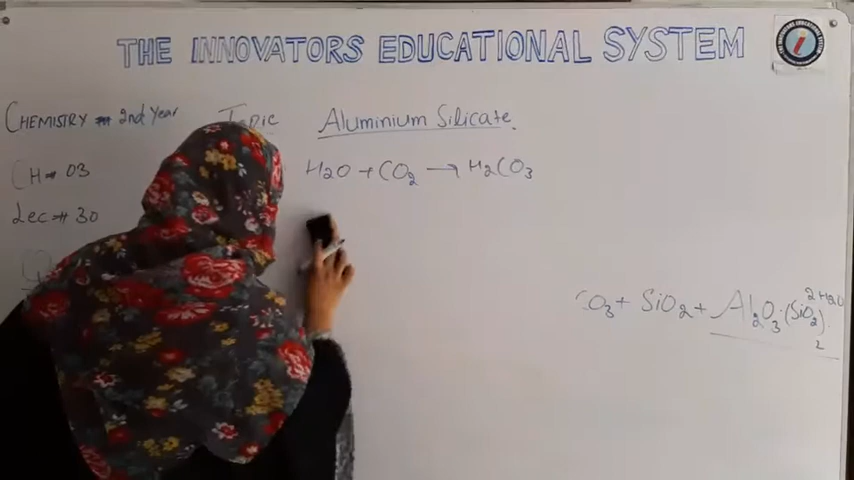 THE INNOVATORS EDUCATIONAL SYSTEM
CHEMISTRY → 2nd Year
Topic
Aluminium Silicate.
CH → 03
H2O + CO2 → H2CO3
Lec → 30
CO3 + SiO2 + Al2O3.(SiO2)2 2H2O